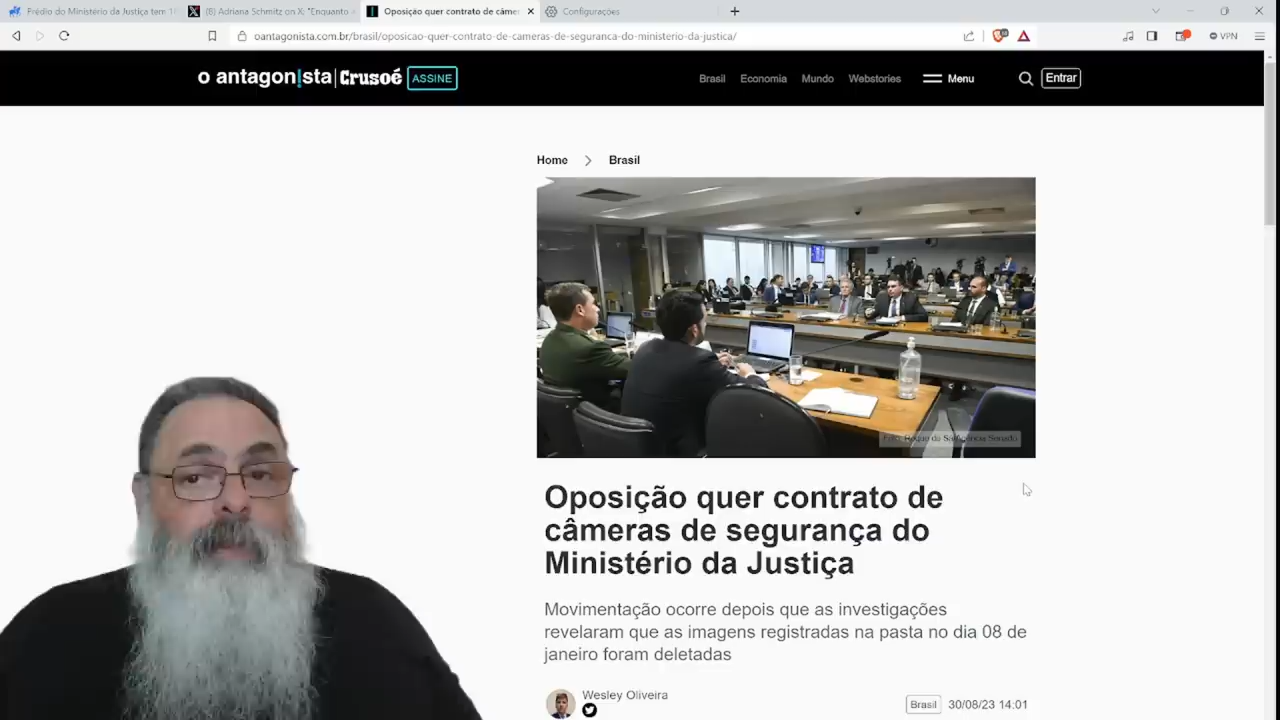 Prédio do Ministério da Justiça tem
(8) Adriana Schmitz on X: "Enquanto
Oposição quer contrato de câmer
Configurações
oantagonista.com.br/brasil/oposicao-quer-contrato-de-cameras-de-seguranca-do-ministerio-da-justica/
VPN
o antagon!sta|Crusoé ASSINE
Brasil Economia Mundo Webstories Menu Entrar
Home > Brasil
Oposição quer contrato de
câmeras de segurança do
Ministério da Justiça
Movimentação ocorre depois que as investigações
revelaram que as imagens registradas na pasta no dia 08 de
janeiro foram deletadas
Wesley Oliveira
Brasil 30/08/23 14:01